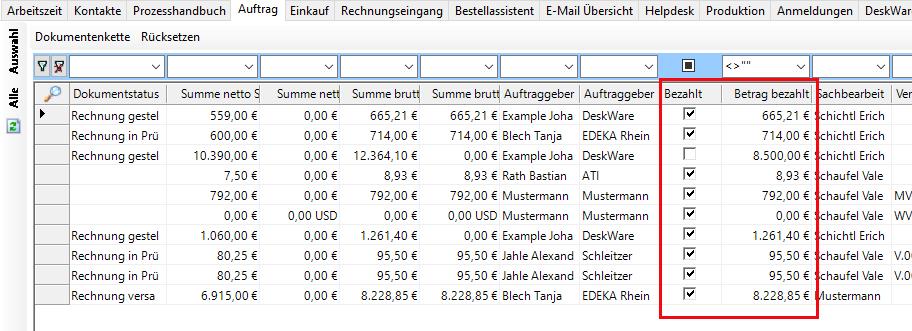 Arbeitszeit Kontakte Prozesshandbuch Auftrag Einkauf Rechnungseingang Bestellassistent E-Mail Übersicht Helpdesk Produktion Anmeldungen DeskWar
Alle Auswahl
Dokumentenkette Rücksetzen
<>""
Dokumentstatus Summe netto S Summe nett Summe brutt Summe brutt Auftraggeber Auftraggeber Bezahlt Betrag bezahlt Sachbearbeit Ver
Rechnung gestel 559,00 € 0,00 € 665,21 € 665,21 € Example Joha DeskWare 665,21 € Schichtl Erich
Rechnung in Prü 600,00 € 0,00 € 714,00 € 714,00 € Blech Tanja EDEKA Rhein 714,00 € Schichtl Erich
Rechnung gestel 10.390,00 € 0,00 € 12.364,10 € 0,00 € Example Joha DeskWare 8.500,00 € Schichtl Erich
7,50 € 0,00 € 8,93 € 8,93 € Rath Bastian ATI 8,93 € Schaufel Vale
792,00 € 0,00 € 792,00 € 792,00 € Mustermann Mustermann 792,00 € Schaufel Vale MV
0,00 € 0,00 USD 0,00 € 0,00 USD Mustermann Mustermann 0,00 € Schaufel Vale WV
Rechnung gestel 1.060,00 € 0,00 € 1.261,40 € 0,00 € Example Joha DeskWare 1.261,40 € Schichtl Erich
Rechnung in Prü 80,25 € 0,00 € 95,50 € 95,50 € Jahle Alexand Schleitzer 95,50 € Schaufel Vale V.00
Rechnung in Prü 80,25 € 0,00 € 95,50 € 95,50 € Jahle Alexand Schleitzer 95,50 € Schaufel Vale V.00
Rechnung versa 6.915,00 € 0,00 € 8.228,85 € 8.228,85 € Blech Tanja EDEKA Rhein 8.228,85 € Mustermann